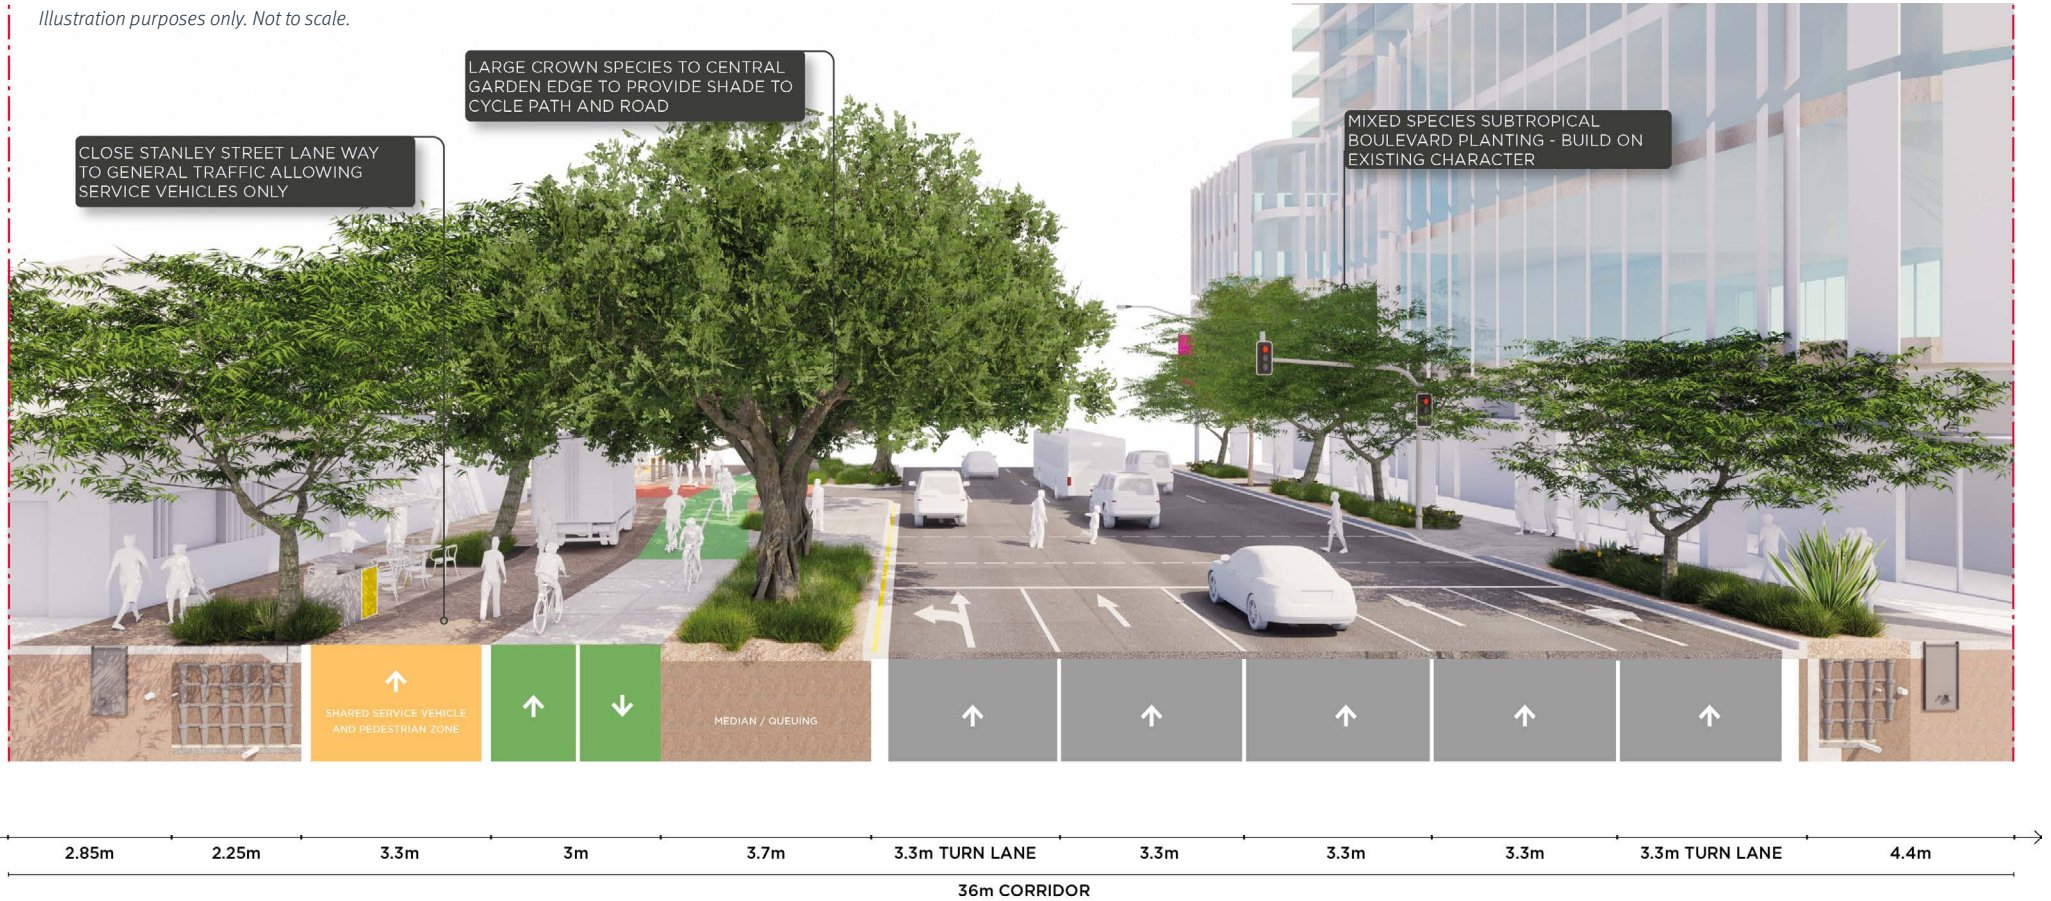 Illustration purposes only. Not to scale.
LARGE CROWN SPECIES TO CENTRAL
GARDEN EDGE TO PROVIDE SHADE TO
CYCLE PATH AND ROAD
MIXED SPECIES SUBTROPICAL
BOULEVARD PLANTING - BUILD ON
EXISTING CHARACTER
CLOSE STANLEY STREET LANE WAY
TO GENERAL TRAFFIC ALLOWING
SERVICE VEHICLES ONLY
SHARED SERVICE VEHICLE
AND PEDESTRIAN ZONE
MEDIAN / QUEUING
2.85m
2.25m
3.3m
3m
3.7m
3.3m TURN LANE
3.3m
3.3m
3.3m
3.3m TURN LANE
4.4m
36m CORRIDOR